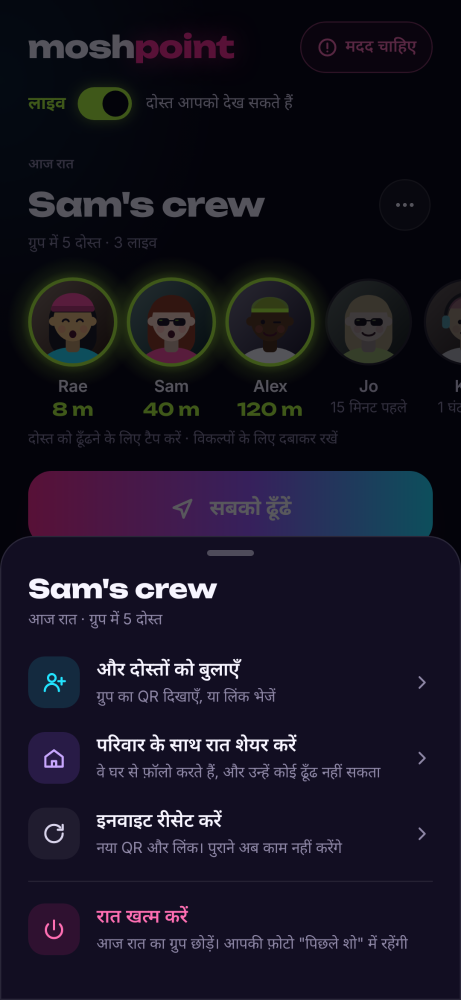 moshpoint
मदद चाहिए
लाइव
दोस्त आपको देख सकते हैं
आज रात
Sam's crew
ग्रुप में 5 दोस्त · 3 लाइव
Rae
Sam
Alex
Jo
8 m
40 m
120 m
15 मिनट पहले
दोस्त को ढूँढने के लिए टैप करें · विकल्पों के लिए दबाकर रखें
सबको ढूँढें
Sam's crew
आज रात · ग्रुप में 5 दोस्त
और दोस्तों को बुलाएँ
ग्रुप का QR दिखाएँ, या लिंक भेजें
परिवार के साथ रात शेयर करें
वे घर से फ़ॉलो करते हैं, और उन्हें कोई ढूँढ नहीं सकता
इनवाइट रीसेट करें
नया QR और लिंक। पुराने अब काम नहीं करेंगे
रात खत्म करें
आज रात का ग्रुप छोड़ें। आपकी फ़ोटो "पिछले शो" में रहेंगी